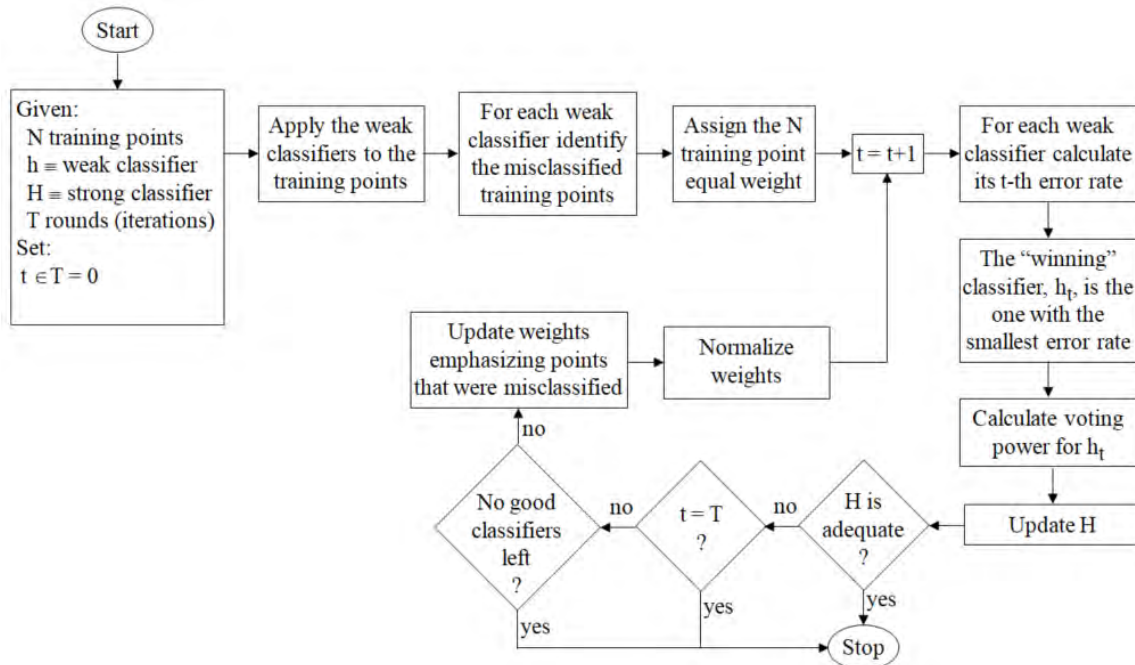 Start
Given:
N training points
h ≡ weak classifier
H ≡ strong classifier
T rounds (iterations)
Set:
t ∈ T = 0
Apply the weak
classifiers to the
training points
For each weak
classifier identify
the misclassified
training points
Assign the N
training point
equal weight
t = t+1
For each weak
classifier calculate
its t-th error rate
The “winning”
classifier, hₜ, is the
one with the
smallest error rate
Calculate voting
power for hₜ
Update H
H is
adequate
?
no
yes
t = T
?
no
yes
No good
classifiers
left
?
no
yes
Update weights
emphasizing points
that were misclassified
Normalize
weights
Stop